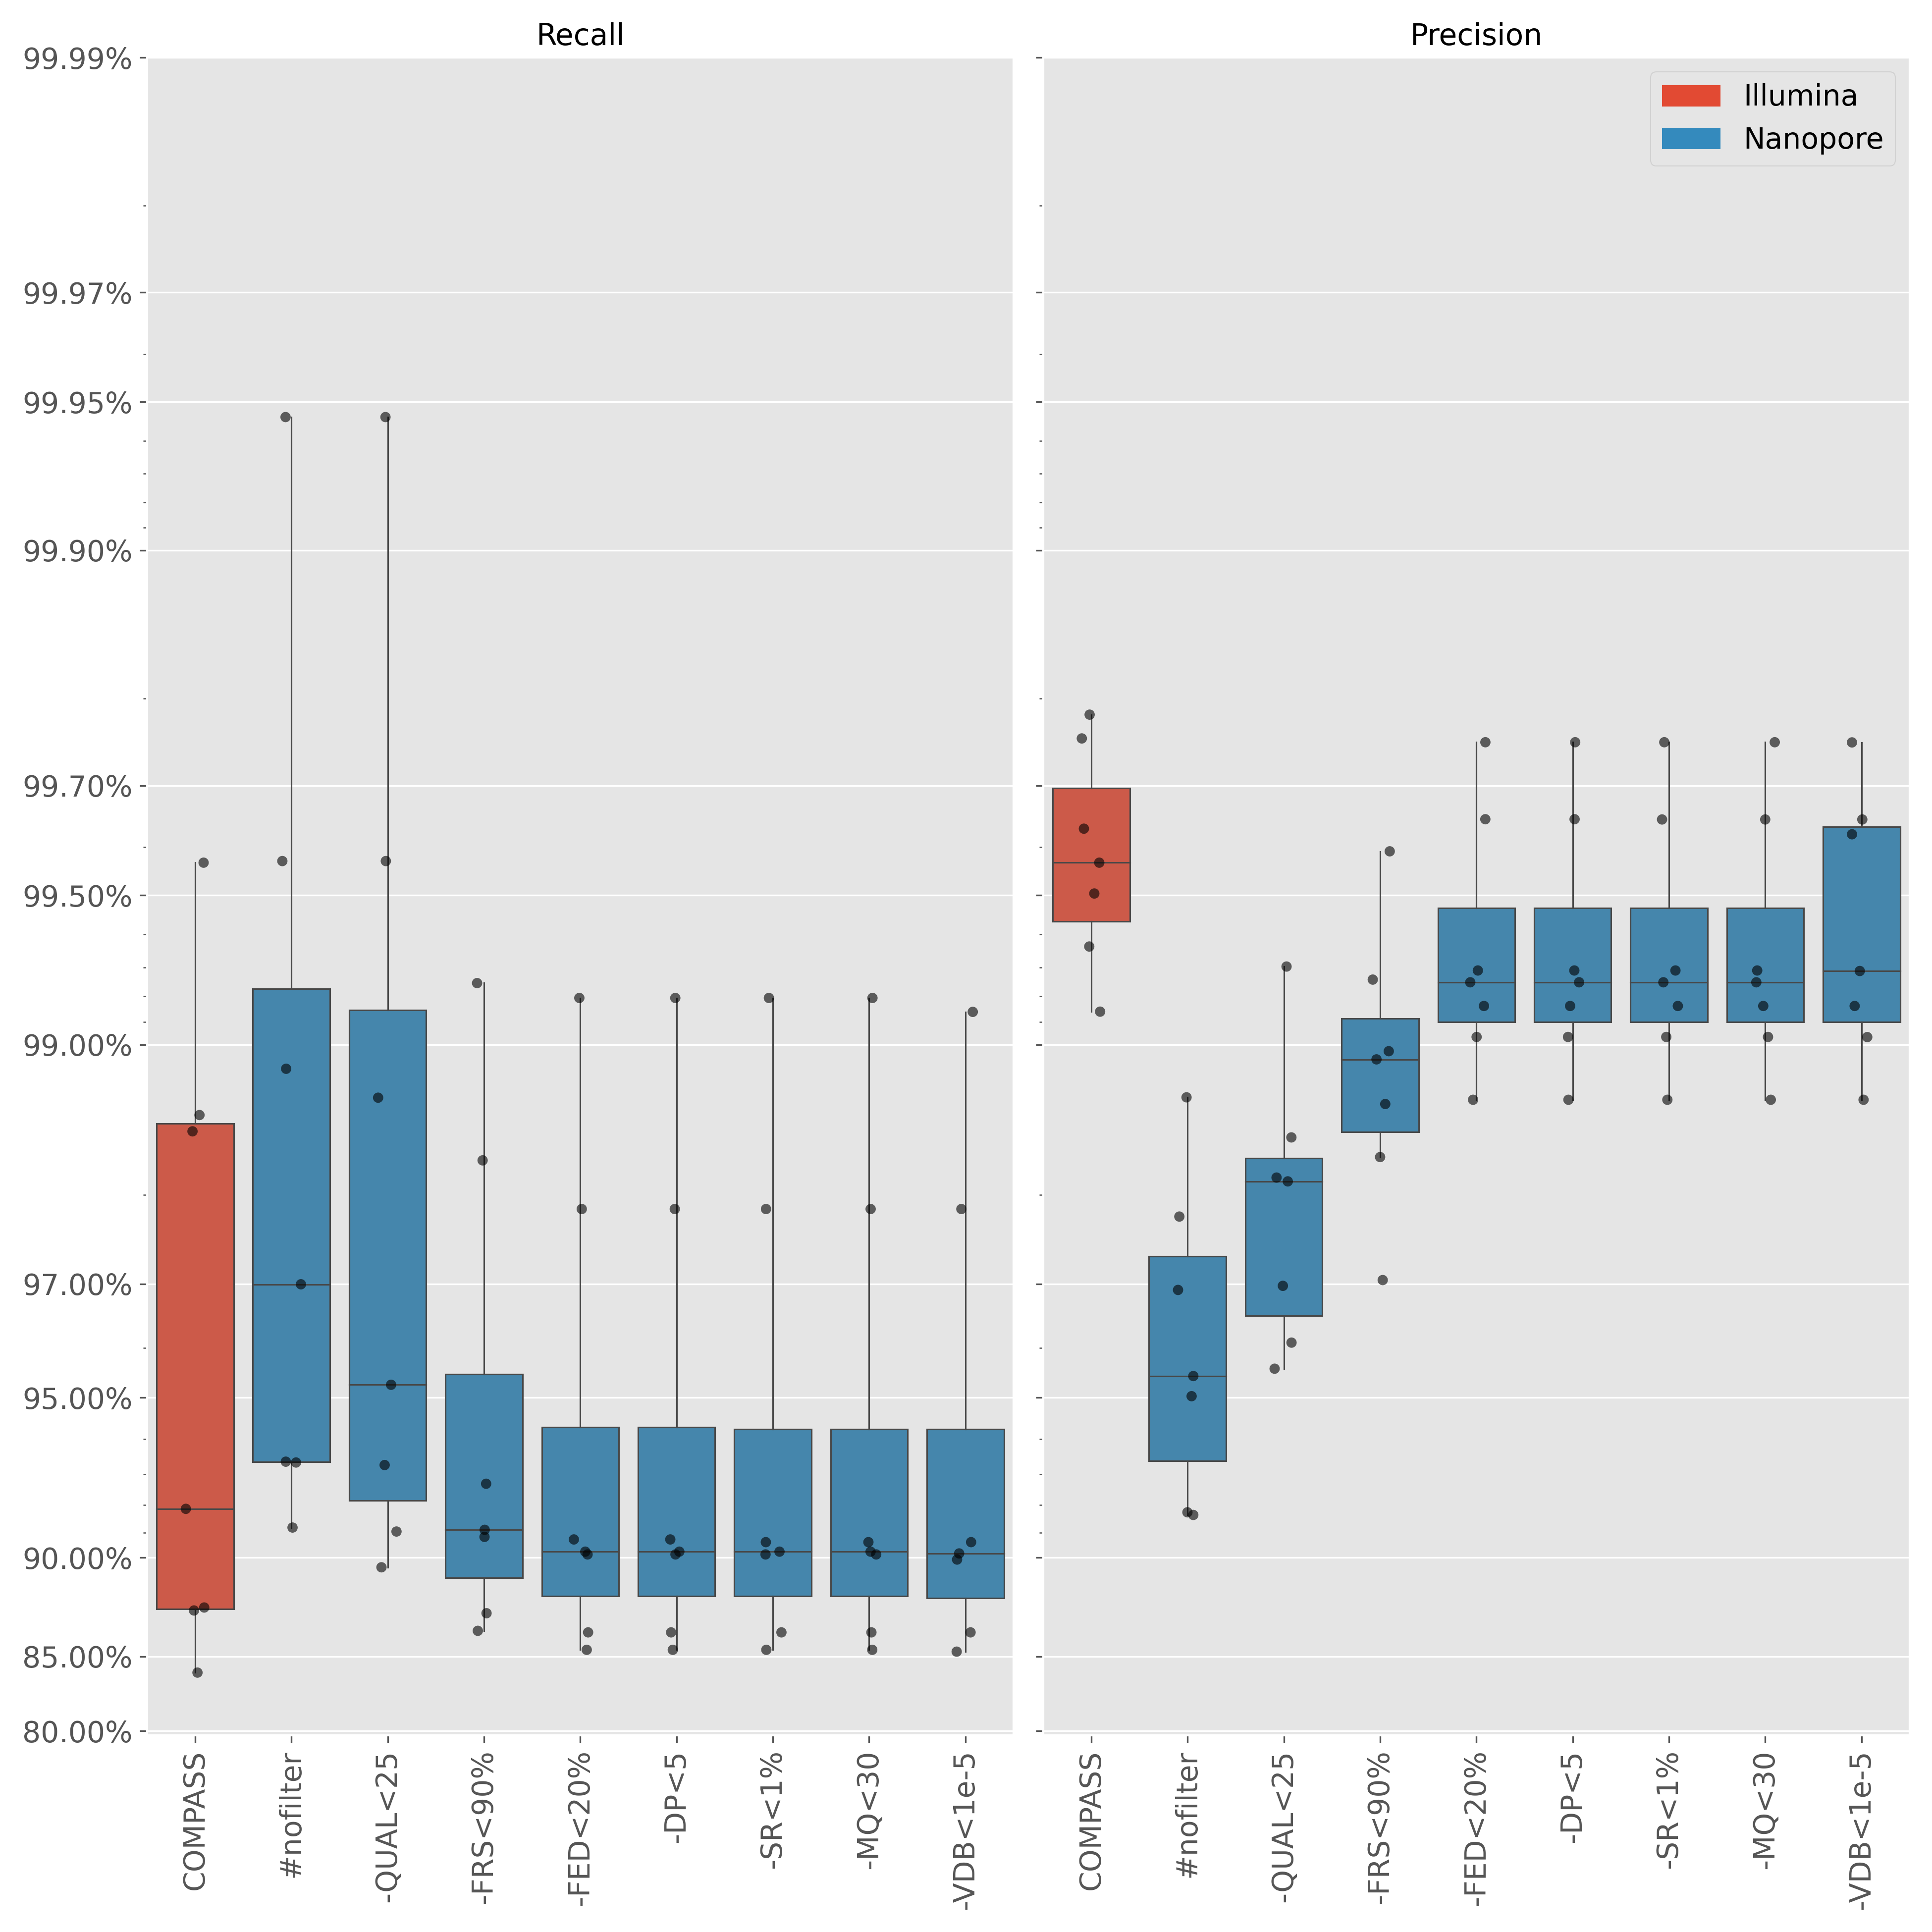 Recall
Precision
99.99%
99.97%
99.95%
99.90%
99.70%
99.50%
99.00%
97.00%
95.00%
90.00%
85.00%
80.00%
Illumina
Nanopore
COMPASS
#nofilter
-QUAL<25
-FRS<90%
-FED<20%
-DP<5
-SR<1%
-MQ<30
-VDB<1e-5
COMPASS
#nofilter
-QUAL<25
-FRS<90%
-FED<20%
-DP<5
-SR<1%
-MQ<30
-VDB<1e-5